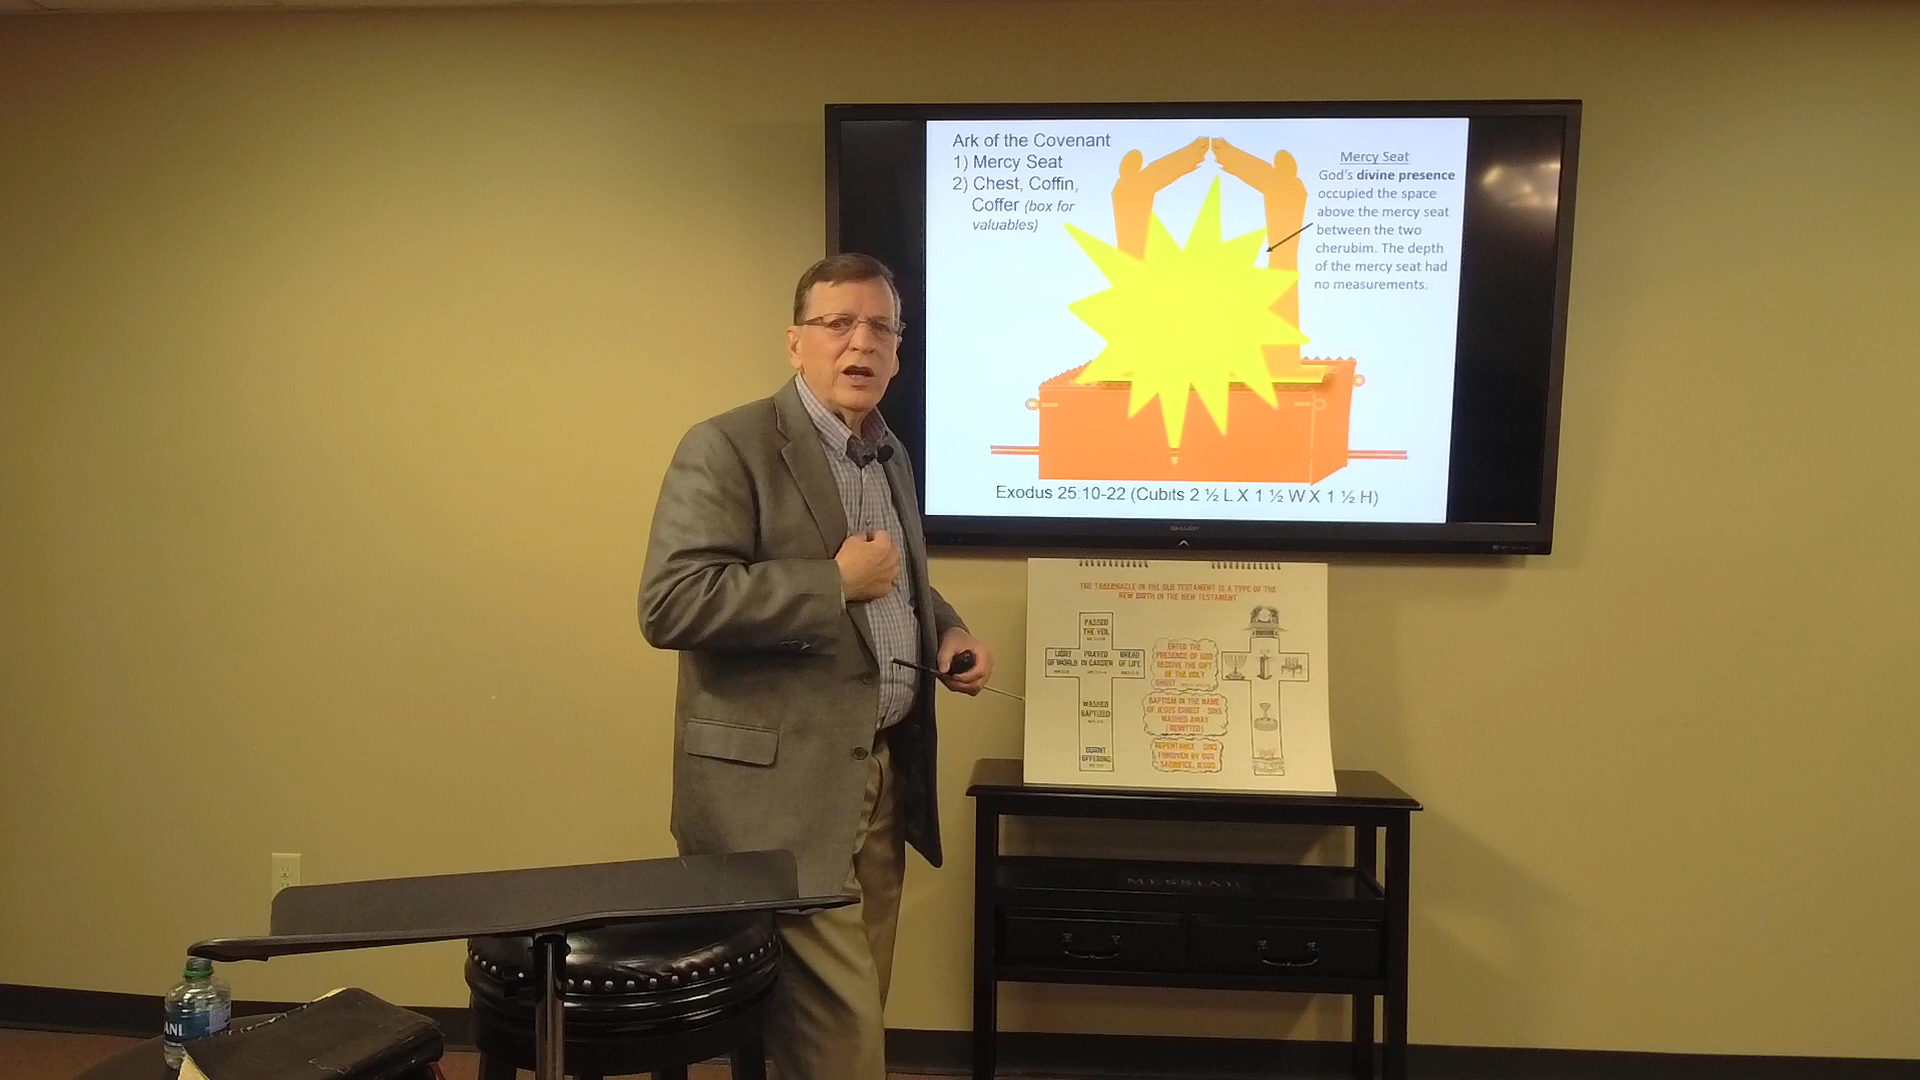 Ark of the Covenant
1) Mercy Seat
2) Chest, Coffin,
Coffer (box for
valuables)
Mercy Seat
God's divine presence
occupied the space
above the mercy seat
between the two
cherubim. The depth
of the mercy seat had
no measurements.
Exodus 25:10-22 (Cubits 2 ½ L X 1 ½ W X 1 ½ H)
SHARP
THE TABERNACLE IN THE OLD TESTAMENT IS A TYPE OF THE
NEW BIRTH IN THE NEW TESTAMENT
PASSED
THE VEIL
LIGHT
OF WORLD
PRAYER
IN GARDEN
BREAD
OF LIFE
WASHED
BAPTIZED
BURNT
OFFERING
ENTER THE
PRESENCE OF GOD
RECEIVE THE GIFT
OF THE HOLY
GHOST
BAPTISM IN THE NAME
OF JESUS CHRIST - SINS
WASHED AWAY
(REMITTED)
REPENTANCE - SINS
FORGIVEN BY OUR
SACRIFICE, JESUS
MESSIAH
ANI